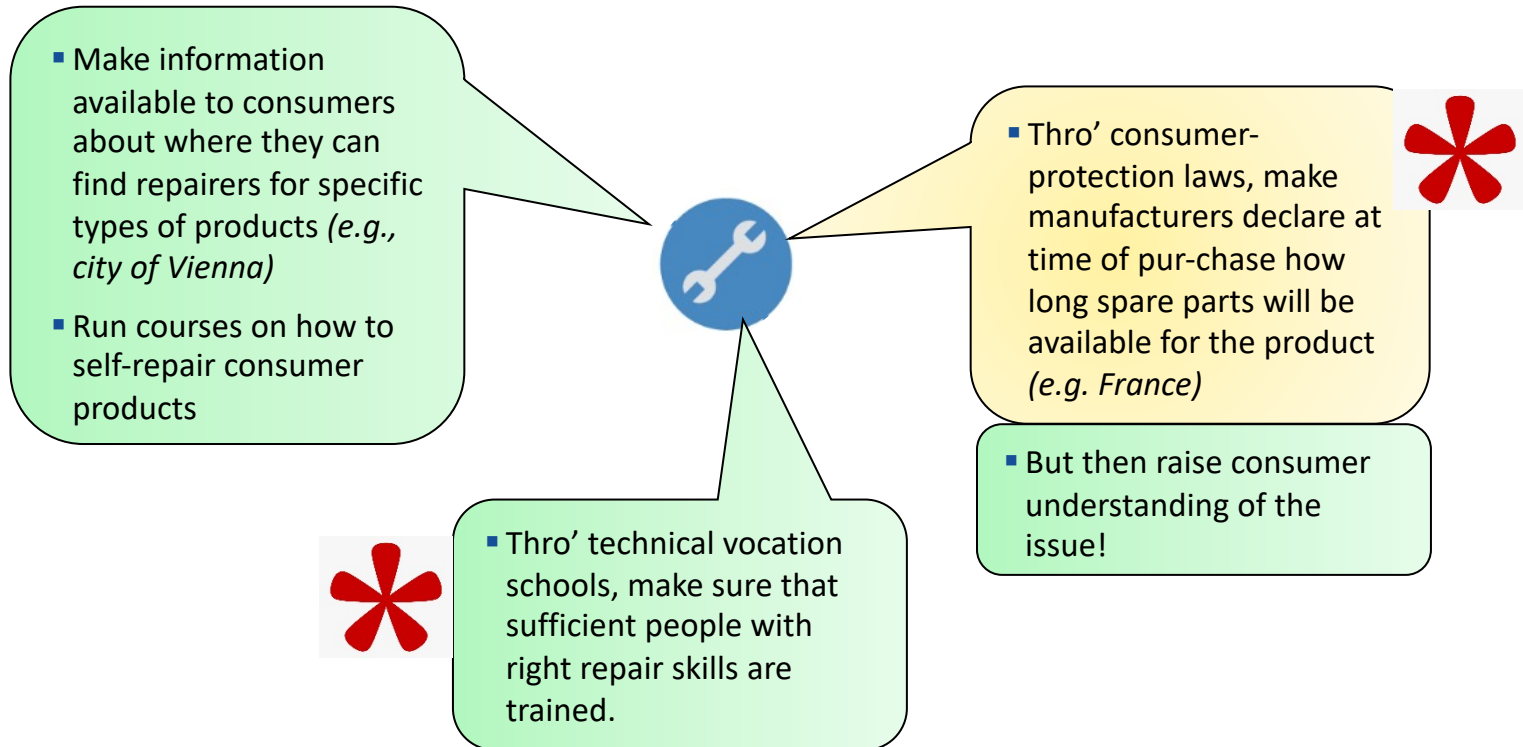 ▪ Make information
available to consumers
about where they can
find repairers for specific
types of products (e.g.,
city of Vienna)
▪ Run courses on how to
self-repair consumer
products
▪ Thro’ consumer-
protection laws, make
manufacturers declare at
time of pur-chase how
long spare parts will be
available for the product
(e.g. France)
▪ But then raise consumer
understanding of the
issue!
▪ Thro’ technical vocation
schools, make sure that
sufficient people with
right repair skills are
trained.